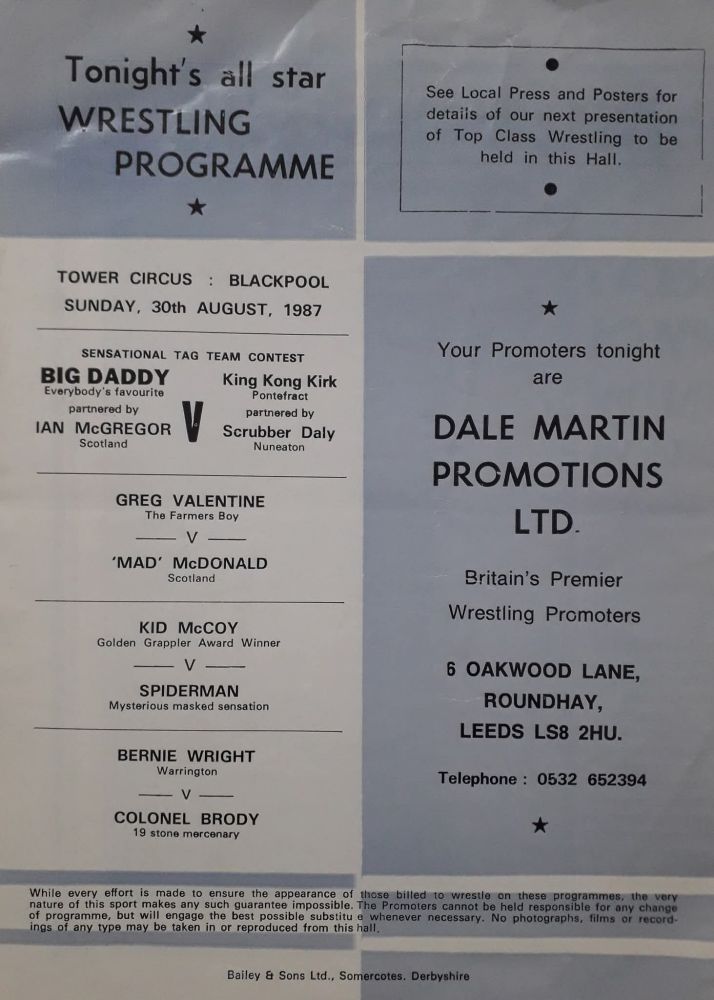 Tonight's all star
WRESTLING
PROGRAMME
TOWER CIRCUS : BLACKPOOL
SUNDAY, 30th AUGUST, 1987
SENSATIONAL TAG TEAM CONTEST
BIG DADDY
Everybody's favourite
partnered by
IAN McGREGOR
Scotland
V
King Kong Kirk
Pontefract
partnered by
Scrubber Daly
Nuneaton
GREG VALENTINE
The Farmers Boy
V
'MAD' McDONALD
Scotland
KID McCOY
Golden Grappler Award Winner
V
SPIDERMAN
Mysterious masked sensation
BERNIE WRIGHT
Warrington
V
COLONEL BRODY
19 stone mercenary
See Local Press and Posters for
details of our next presentation
of Top Class Wrestling to be
held in this Hall.
Your Promoters tonight
are
DALE MARTIN
PROMOTIONS
LTD.
Britain's Premier
Wrestling Promoters
6 OAKWOOD LANE,
ROUNDHAY,
LEEDS LS8 2HU.
Telephone : 0532 652394
While every effort is made to ensure the appearance of those billed to wrestle on these programmes, the very
nature of this sport makes any such guarantee impossible. The Promoters cannot be held responsible for any change
of programme, but will engage the best possible substitu e whenever necessary. No photographs, films or record-
ings of any type may be taken in or reproduced from this hall.
Bailey & Sons Ltd., Somercotes. Derbyshire